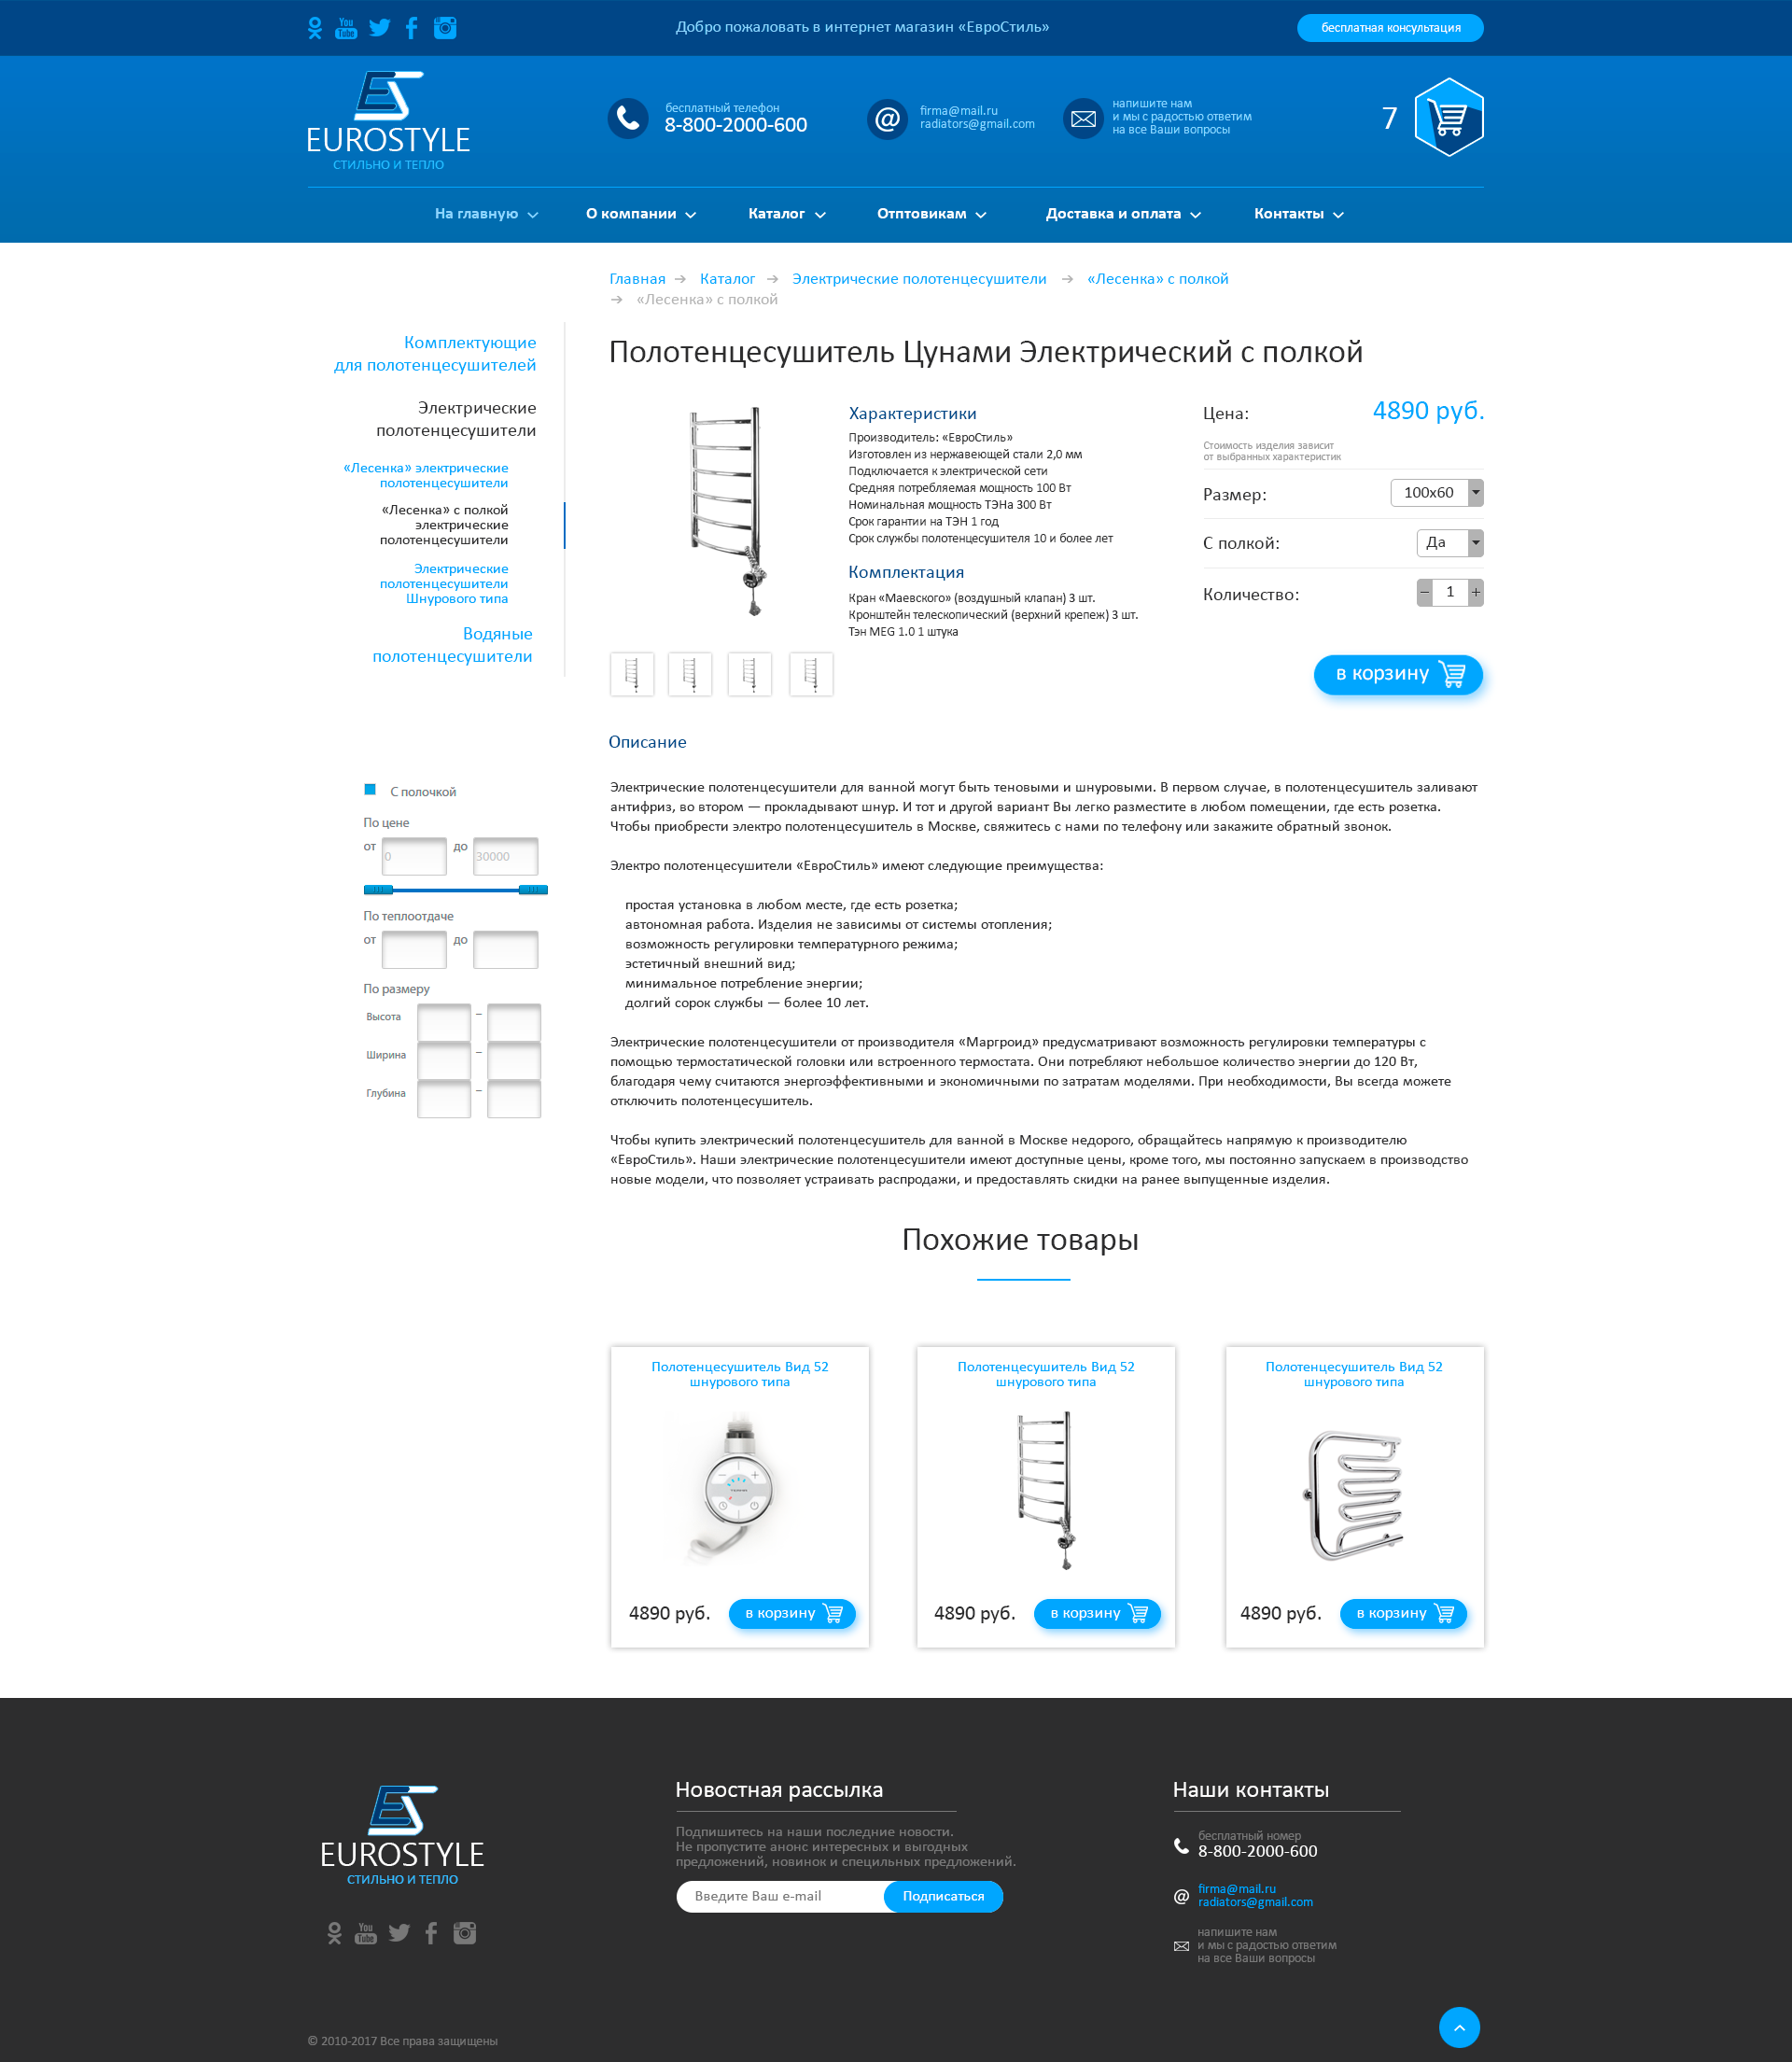 You
Tube
Добро пожаловать в интернет магазин «ЕвроСтиль»
бесплатная консультация
ES
EUROSTYLE
СТИЛЬНО И ТЕПЛО
бесплатный телефон
8-800-2000-600
@
firma@mail.ru
radiators@gmail.com
напишите нам
и мы с радостью ответим
на все Ваши вопросы
7
На главную
О компании
Каталог
Отптовикам
Доставка и оплата
Контакты
Главная → Каталог → Электрические полотенцесушители → «Лесенка» с полкой
→ «Лесенка» с полкой
Комплектующие
для полотенцесушителей
Электрические
полотенцесушители
«Лесенка» электрические
полотенцесушители
«Лесенка» с полкой
электрические
полотенцесушители
Электрические
полотенцесушители
Шнурового типа
Водяные
полотенцесушители
С полочкой
По цене
от 0 до 30000
По теплоотдаче
от до
По размеру
Высота –
Ширина –
Глубина –
Полотенцесушитель Цунами Электрический с полкой
Характеристики
Производитель: «ЕвроСтиль»
Изготовлен из нержавеющей стали 2,0 мм
Подключается к электрической сети
Средняя потребляемая мощность 100 Вт
Номинальная мощность ТЭНа 300 Вт
Срок гарантии на ТЭН 1 год
Срок службы полотенцесушителя 10 и более лет
Комплектация
Кран «Маевского» (воздушный клапан) 3 шт.
Кронштейн телескопический (верхний крепеж) 3 шт.
Тэн MEG 1.0 1 штука
Цена: 4890 руб.
Стоимость изделия зависит
от выбранных характеристик
Размер: 100x60
С полкой: Да
Количество: − 1 +
в корзину
Описание
Электрические полотенцесушители для ванной могут быть теновыми и шнуровыми. В первом случае, в полотенцесушитель заливают
антифриз, во втором — прокладывают шнур. И тот и другой вариант Вы легко разместите в любом помещении, где есть розетка.
Чтобы приобрести электро полотенцесушитель в Москве, свяжитесь с нами по телефону или закажите обратный звонок.
Электро полотенцесушители «ЕвроСтиль» имеют следующие преимущества:
простая установка в любом месте, где есть розетка;
автономная работа. Изделия не зависимы от системы отопления;
возможность регулировки температурного режима;
эстетичный внешний вид;
минимальное потребление энергии;
долгий сорок службы — более 10 лет.
Электрические полотенцесушители от производителя «Маргроид» предусматривают возможность регулировки температуры с
помощью термостатической головки или встроенного термостата. Они потребляют небольшое количество энергии до 120 Вт,
благодаря чему считаются энергоэффективными и экономичными по затратам моделями. При необходимости, Вы всегда можете
отключить полотенцесушитель.
Чтобы купить электрический полотенцесушитель для ванной в Москве недорого, обращайтесь напрямую к производителю
«ЕвроСтиль». Наши электрические полотенцесушители имеют доступные цены, кроме того, мы постоянно запускаем в производство
новые модели, что позволяет устраивать распродажи, и предоставлять скидки на ранее выпущенные изделия.
Похожие товары
Полотенцесушитель Вид 52
шнурового типа
4890 руб.
в корзину
Полотенцесушитель Вид 52
шнурового типа
4890 руб.
в корзину
Полотенцесушитель Вид 52
шнурового типа
4890 руб.
в корзину
ES
EUROSTYLE
СТИЛЬНО И ТЕПЛО
You
Tube
Новостная рассылка
Подпишитесь на наши последние новости.
Не пропустите анонс интересных и выгодных
предложений, новинок и специльных предложений.
Введите Ваш e-mail
Подписаться
Наши контакты
бесплатный номер
8-800-2000-600
@
firma@mail.ru
radiators@gmail.com
напишите нам
и мы с радостью ответим
на все Ваши вопросы
© 2010-2017 Все права защищены